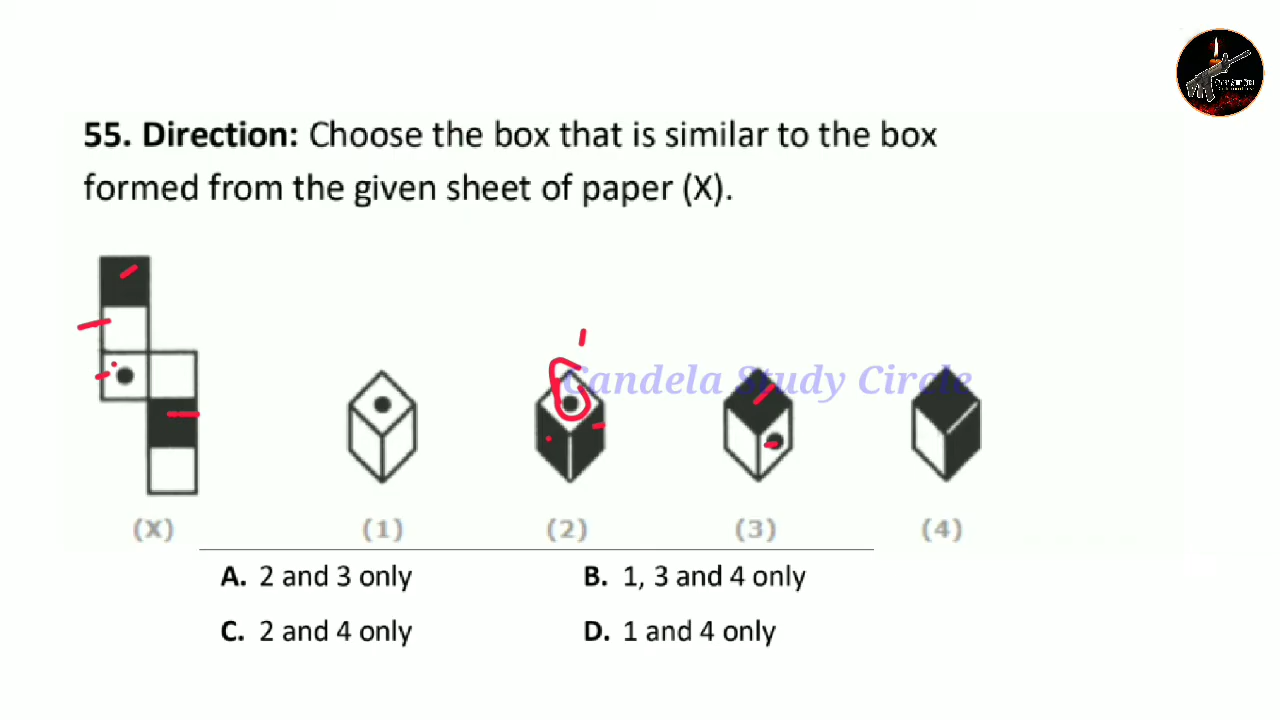 55. Direction: Choose the box that is similar to the box
formed from the given sheet of paper (X).
Candela Study Circle
(X) (1) (2) (3) (4)
A. 2 and 3 only B. 1, 3 and 4 only
C. 2 and 4 only D. 1 and 4 only